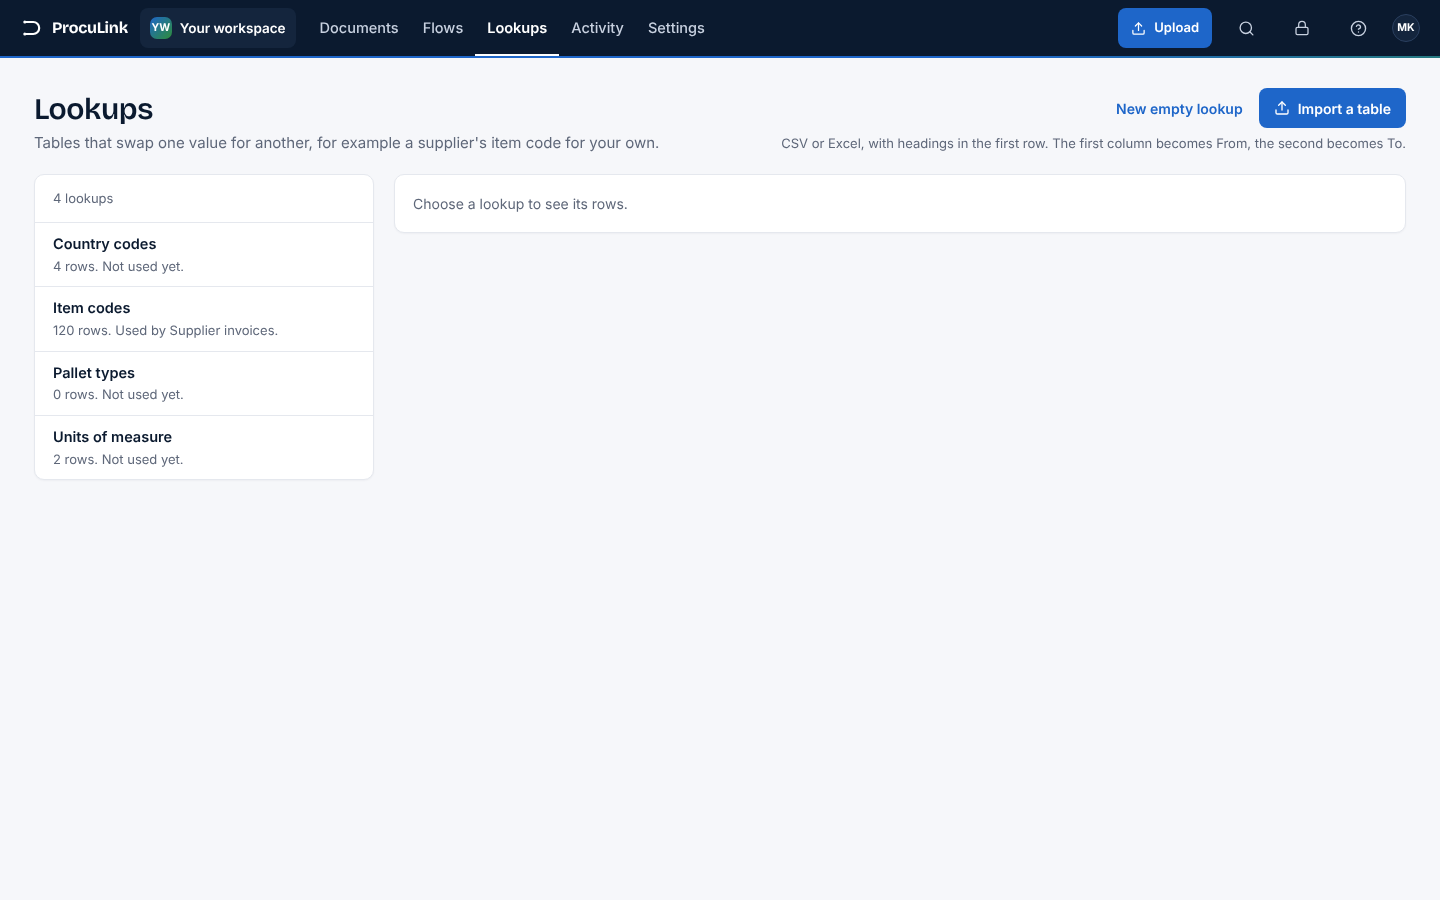 ProcuLink
YW Your workspace
Documents
Flows
Lookups
Activity
Settings
Upload
MK
Lookups
New empty lookup
Import a table
Tables that swap one value for another, for example a supplier's item code for your own.
CSV or Excel, with headings in the first row. The first column becomes From, the second becomes To.
4 lookups
Choose a lookup to see its rows.
Country codes
4 rows. Not used yet.
Item codes
120 rows. Used by Supplier invoices.
Pallet types
0 rows. Not used yet.
Units of measure
2 rows. Not used yet.